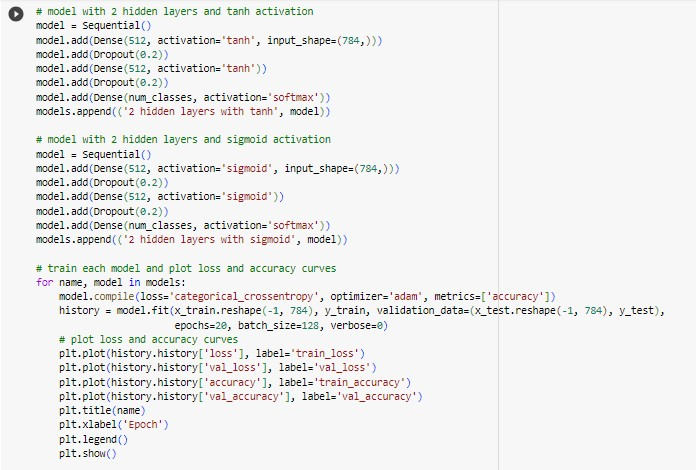 # model with 2 hidden layers and tanh activation
model = Sequential()
model.add(Dense(512, activation='tanh', input_shape=(784,)))
model.add(Dropout(0.2))
model.add(Dense(512, activation='tanh'))
model.add(Dropout(0.2))
model.add(Dense(num_classes, activation='softmax'))
models.append(('2 hidden layers with tanh', model))

# model with 2 hidden layers and sigmoid activation
model = Sequential()
model.add(Dense(512, activation='sigmoid', input_shape=(784,)))
model.add(Dropout(0.2))
model.add(Dense(512, activation='sigmoid'))
model.add(Dropout(0.2))
model.add(Dense(num_classes, activation='softmax'))
models.append(('2 hidden layers with sigmoid', model))

# train each model and plot loss and accuracy curves
for name, model in models:
    model.compile(loss='categorical_crossentropy', optimizer='adam', metrics=['accuracy'])
    history = model.fit(x_train.reshape(-1, 784), y_train, validation_data=(x_test.reshape(-1, 784), y_test),
                        epochs=20, batch_size=128, verbose=0)
    # plot loss and accuracy curves
    plt.plot(history.history['loss'], label='train_loss')
    plt.plot(history.history['val_loss'], label='val_loss')
    plt.plot(history.history['accuracy'], label='train_accuracy')
    plt.plot(history.history['val_accuracy'], label='val_accuracy')
    plt.title(name)
    plt.xlabel('Epoch')
    plt.legend()
    plt.show()